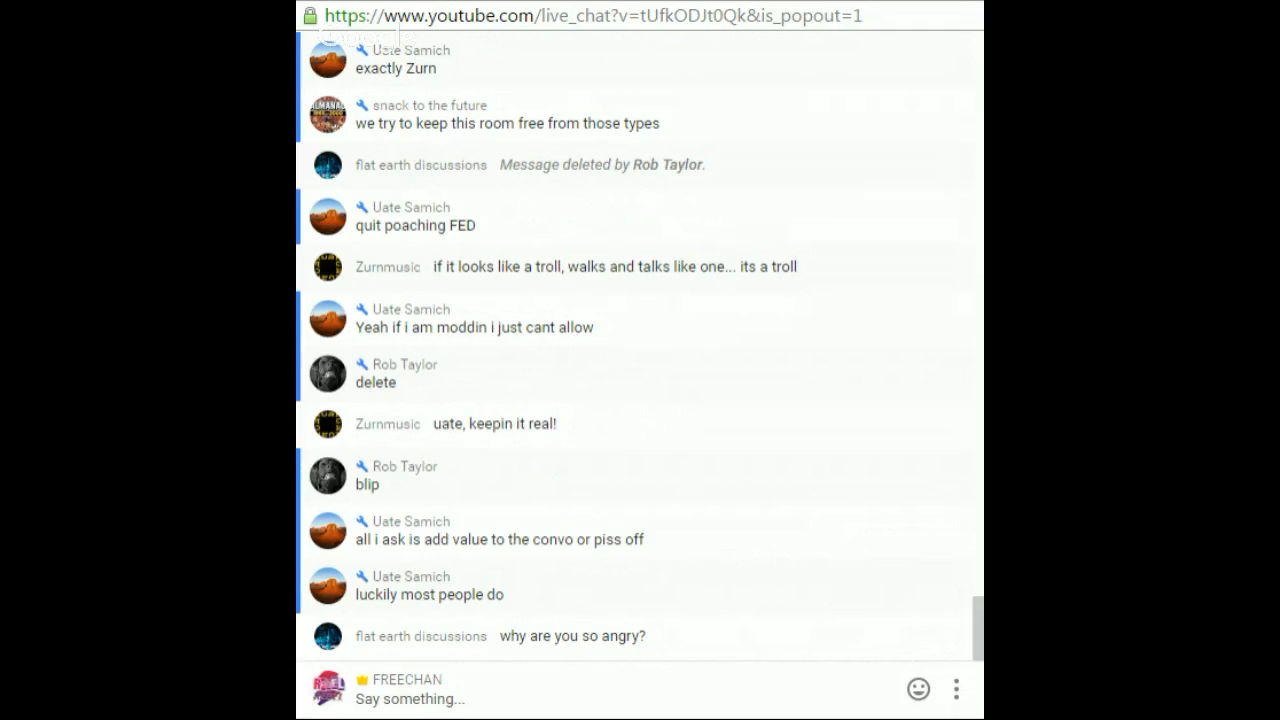 https://www.youtube.com/live_chat?v=tUfkODJt0Qk&is_popout=1
Google
Uate Samich
exactly Zurn
ALMANAC
snack to the future
we try to keep this room free from those types
flat earth discussions Message deleted by Rob Taylor.
Uate Samich
quit poaching FED
Zurnmusic if it looks like a troll, walks and talks like one... its a troll
Uate Samich
Yeah if i am moddin i just cant allow
Rob Taylor
delete
Zurnmusic uate, keepin it real!
Rob Taylor
blip
Uate Samich
all i ask is add value to the convo or piss off
Uate Samich
luckily most people do
flat earth discussions why are you so angry?
FREECHAN
Say something...